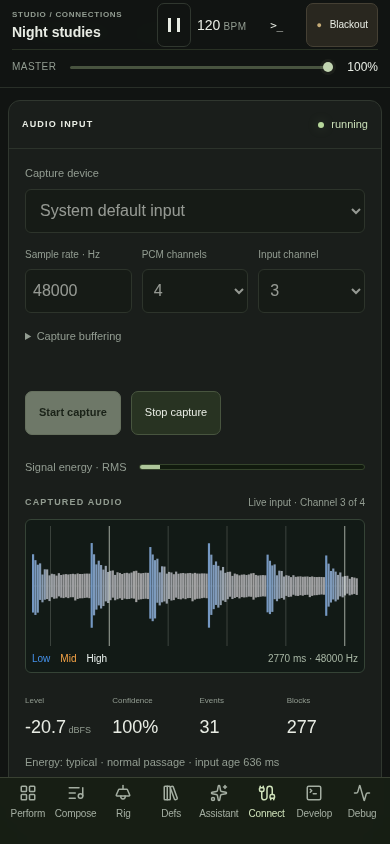 STUDIO / CONNECTIONS
Night studies
120 BPM
>_
Blackout
MASTER
100%
AUDIO INPUT
running
Capture device
System default input
Sample rate · Hz
PCM channels
Input channel
48000
4
3
Capture buffering
Start capture
Stop capture
Signal energy · RMS
CAPTURED AUDIO
Live input · Channel 3 of 4
Low Mid High
2770 ms · 48000 Hz
Level
Confidence
Events
Blocks
-20.7 dBFS
100%
31
277
Energy: typical · normal passage · input age 636 ms
Perform
Compose
Rig
Defs
Assistant
Connect
Develop
Debug